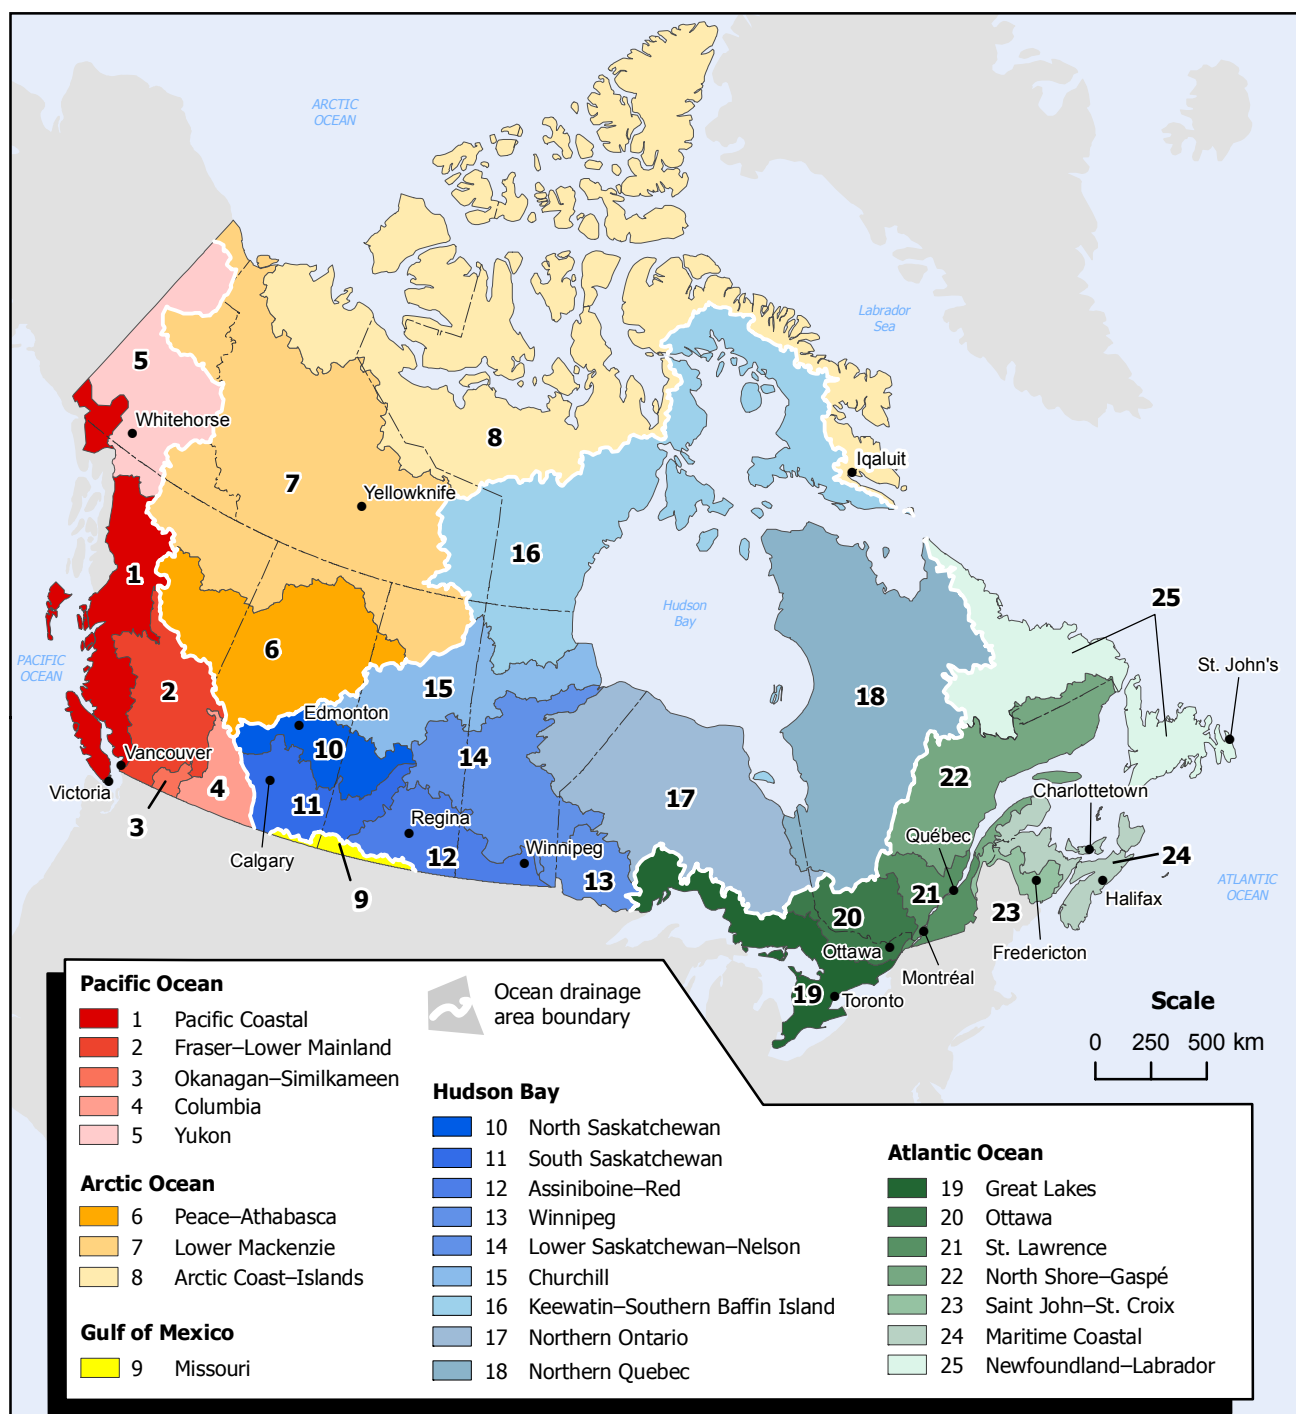 ARCTIC
OCEAN
Labrador
Sea
5
Whitehorse
8
Iqaluit
7
Yellowknife
16
1
25
Hudson
Bay
6
PACIFIC
OCEAN
St. John's
15
2
18
Edmonton
10
14
Vancouver
22
4
Charlottetown
Victoria
17
11
3
Regina
Québec
Calgary
12
Winnipeg
24
9
13
21
Halifax
ATLANTIC
OCEAN
20
23
Ottawa
Fredericton
Montréal
19
Toronto
Scale
0 250 500 km
Ocean drainage
area boundary
Pacific Ocean
1 Pacific Coastal
2 Fraser–Lower Mainland
3 Okanagan–Similkameen
4 Columbia
5 Yukon
Arctic Ocean
6 Peace–Athabasca
7 Lower Mackenzie
8 Arctic Coast–Islands
Gulf of Mexico
9 Missouri
Hudson Bay
10 North Saskatchewan
11 South Saskatchewan
12 Assiniboine–Red
13 Winnipeg
14 Lower Saskatchewan–Nelson
15 Churchill
16 Keewatin–Southern Baffin Island
17 Northern Ontario
18 Northern Quebec
Atlantic Ocean
19 Great Lakes
20 Ottawa
21 St. Lawrence
22 North Shore–Gaspé
23 Saint John–St. Croix
24 Maritime Coastal
25 Newfoundland–Labrador